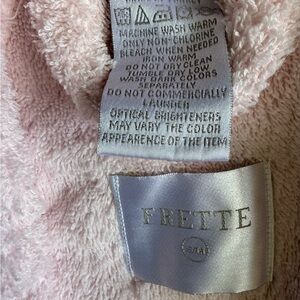 MACHINE WASH WARM
ONLY NON-CHLORINE
BLEACH WHEN NEEDED
IRON WARM
DO NOT DRY CLEAN
TUMBLE DRY LOW
WASH DARK COLORS
SEPARATELY
DO NOT COMMERCIALLY
LAUNDER
OPTICAL BRIGHTENERS
MAY VARY THE COLOR
APPEARENCE OF THE ITEM
FRETTE